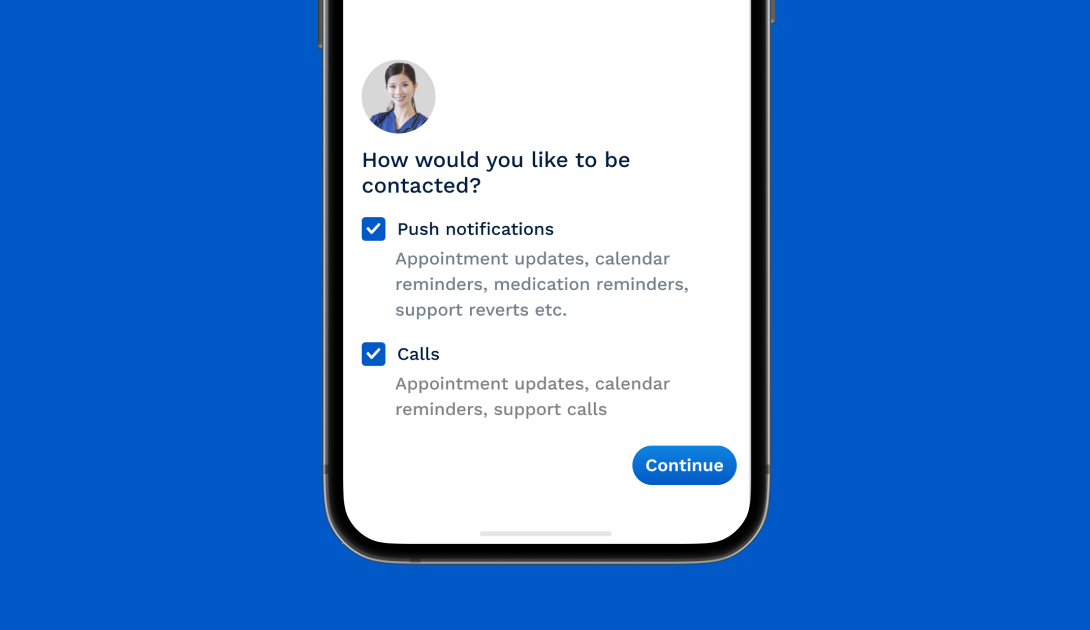 How would you like to be
contacted?
Push notifications
Appointment updates, calendar
reminders, medication reminders,
support reverts etc.
Calls
Appointment updates, calendar
reminders, support calls
Continue